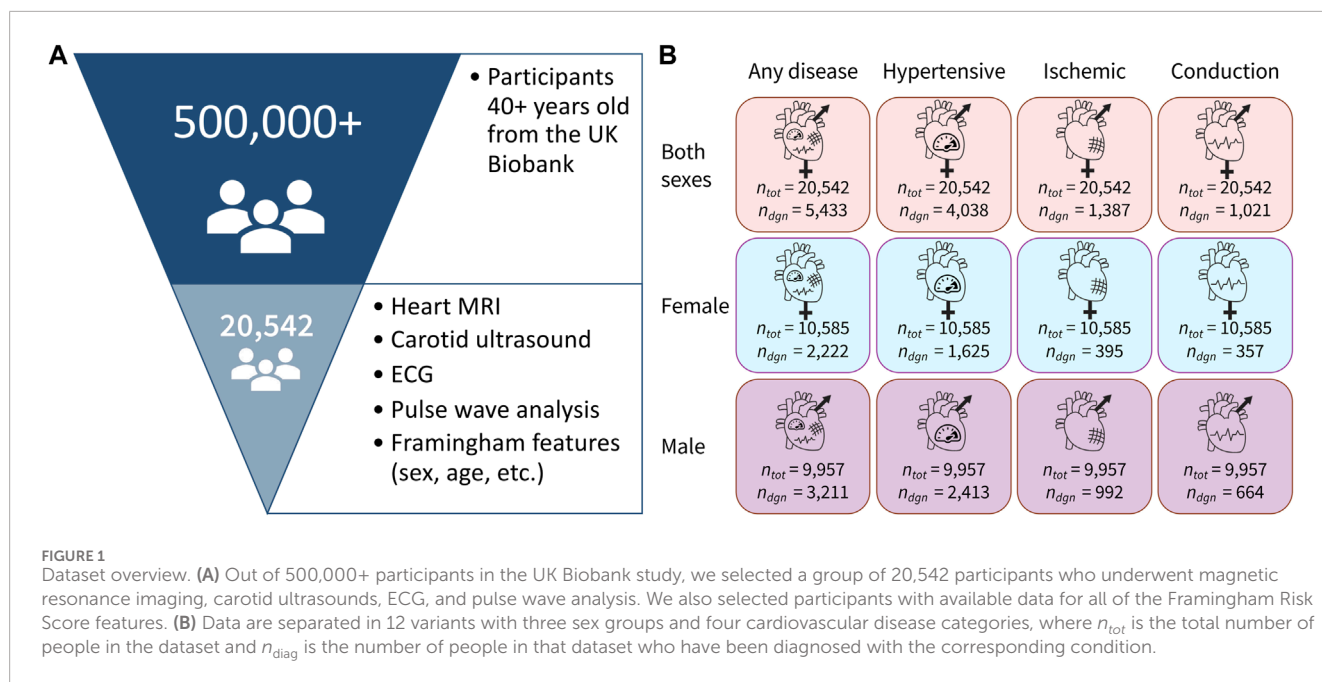 A
500,000+
• Participants
40+ years old
from the UK
Biobank
20,542
• Heart MRI
• Carotid ultrasound
• ECG
• Pulse wave analysis
• Framingham features
(sex, age, etc.)
B
Any disease Hypertensive Ischemic Conduction
Both
sexes
n_tot = 20,542 n_tot = 20,542 n_tot = 20,542 n_tot = 20,542
n_dgn = 5,433 n_dgn = 4,038 n_dgn = 1,387 n_dgn = 1,021
Female
n_tot = 10,585 n_tot = 10,585 n_tot = 10,585 n_tot = 10,585
n_dgn = 2,222 n_dgn = 1,625 n_dgn = 395 n_dgn = 357
Male
n_tot = 9,957 n_tot = 9,957 n_tot = 9,957 n_tot = 9,957
n_dgn = 3,211 n_dgn = 2,413 n_dgn = 992 n_dgn = 664
FIGURE 1
Dataset overview. (A) Out of 500,000+ participants in the UK Biobank study, we selected a group of 20,542 participants who underwent magnetic
resonance imaging, carotid ultrasounds, ECG, and pulse wave analysis. We also selected participants with available data for all of the Framingham Risk
Score features. (B) Data are separated in 12 variants with three sex groups and four cardiovascular disease categories, where n_tot is the total number of
people in the dataset and n_diag is the number of people in that dataset who have been diagnosed with the corresponding condition.